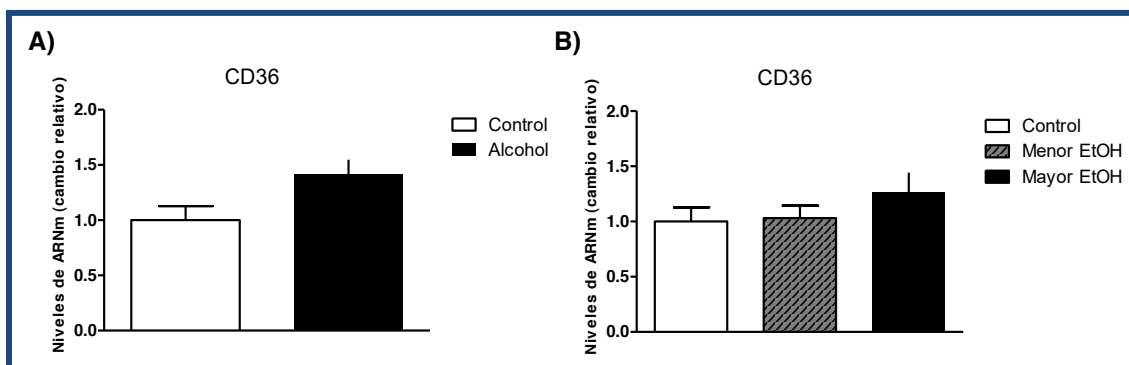 A)
CD36
Niveles de ARNm (cambio relativo)
2.0
1.5
1.0
0.5
0.0
Control
Alcohol
B)
CD36
Niveles de ARNm (cambio relativo)
2.0
1.5
1.0
0.5
0.0
Control
Menor EtOH
Mayor EtOH